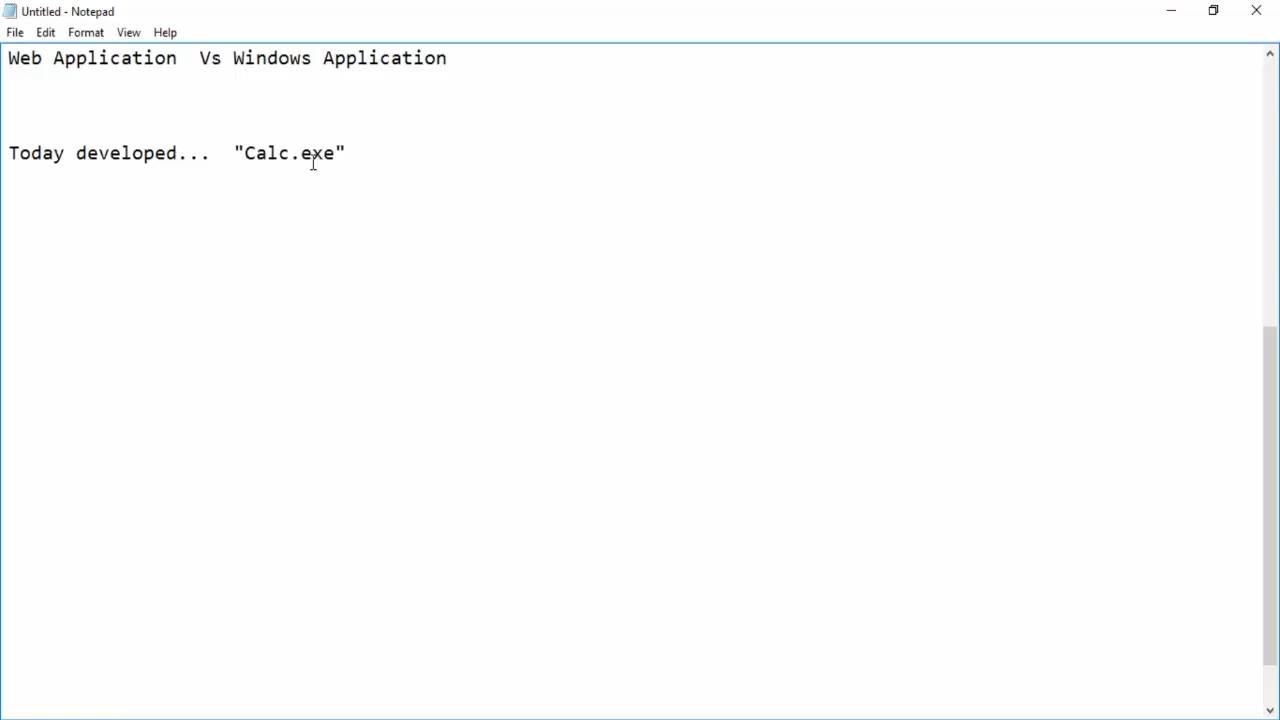 Untitled - Notepad
File Edit Format View Help
Web Application  Vs Windows Application
Today developed...  "Calc.exe"